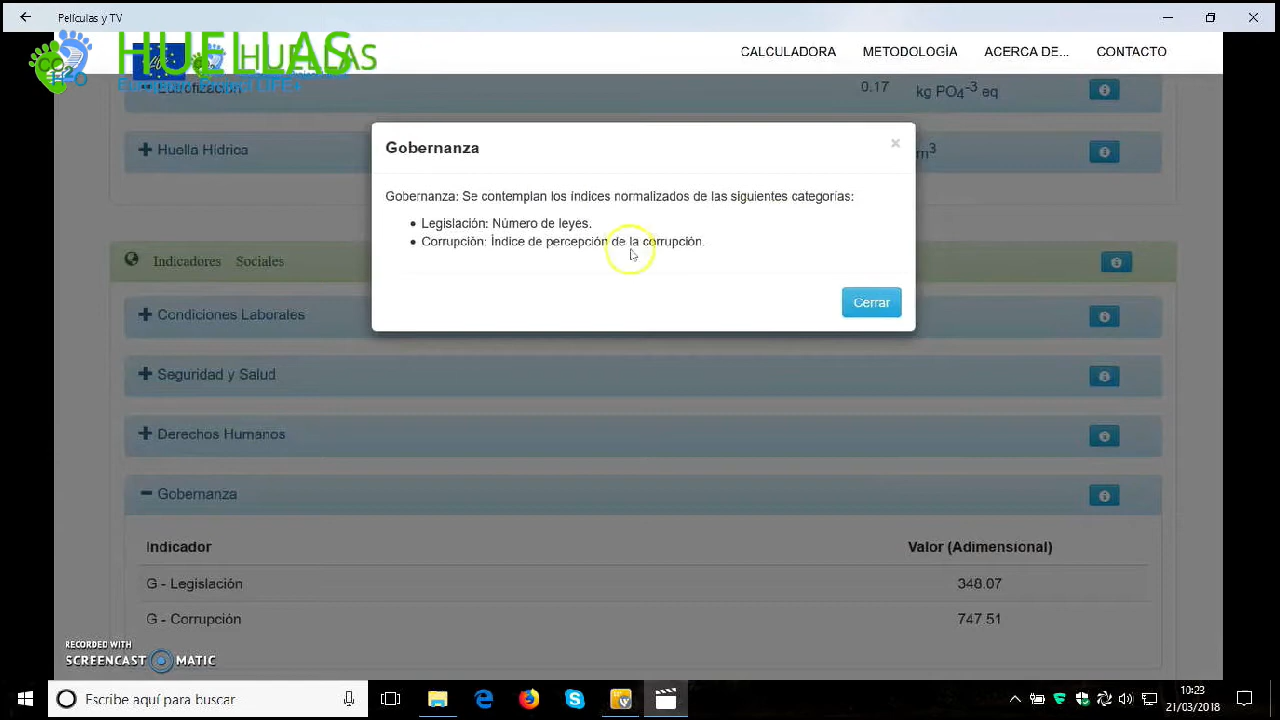 Películas y TV
HUELLAS
HUELLAS
CALCULADORA METODOLOGÍA ACERCA DE... CONTACTO
Eutrofización 0.17 kg PO4-3 eq
Gobernanza ×
Huella Hídrica m3
Gobernanza: Se contemplan los índices normalizados de las siguientes categorías:
Legislación: Número de leyes.
Corrupción: Índice de percepción de la corrupción.
Indicadores Sociales
Cerrar
Condiciones Laborales
Seguridad y Salud
Derechos Humanos
Gobernanza
Indicador Valor (Adimensional)
G - Legislación 348.07
G - Corrupción 747.51
RECORDED WITH
SCREENCAST MATIC
Escribe aquí para buscar
10:23
21/03/2018